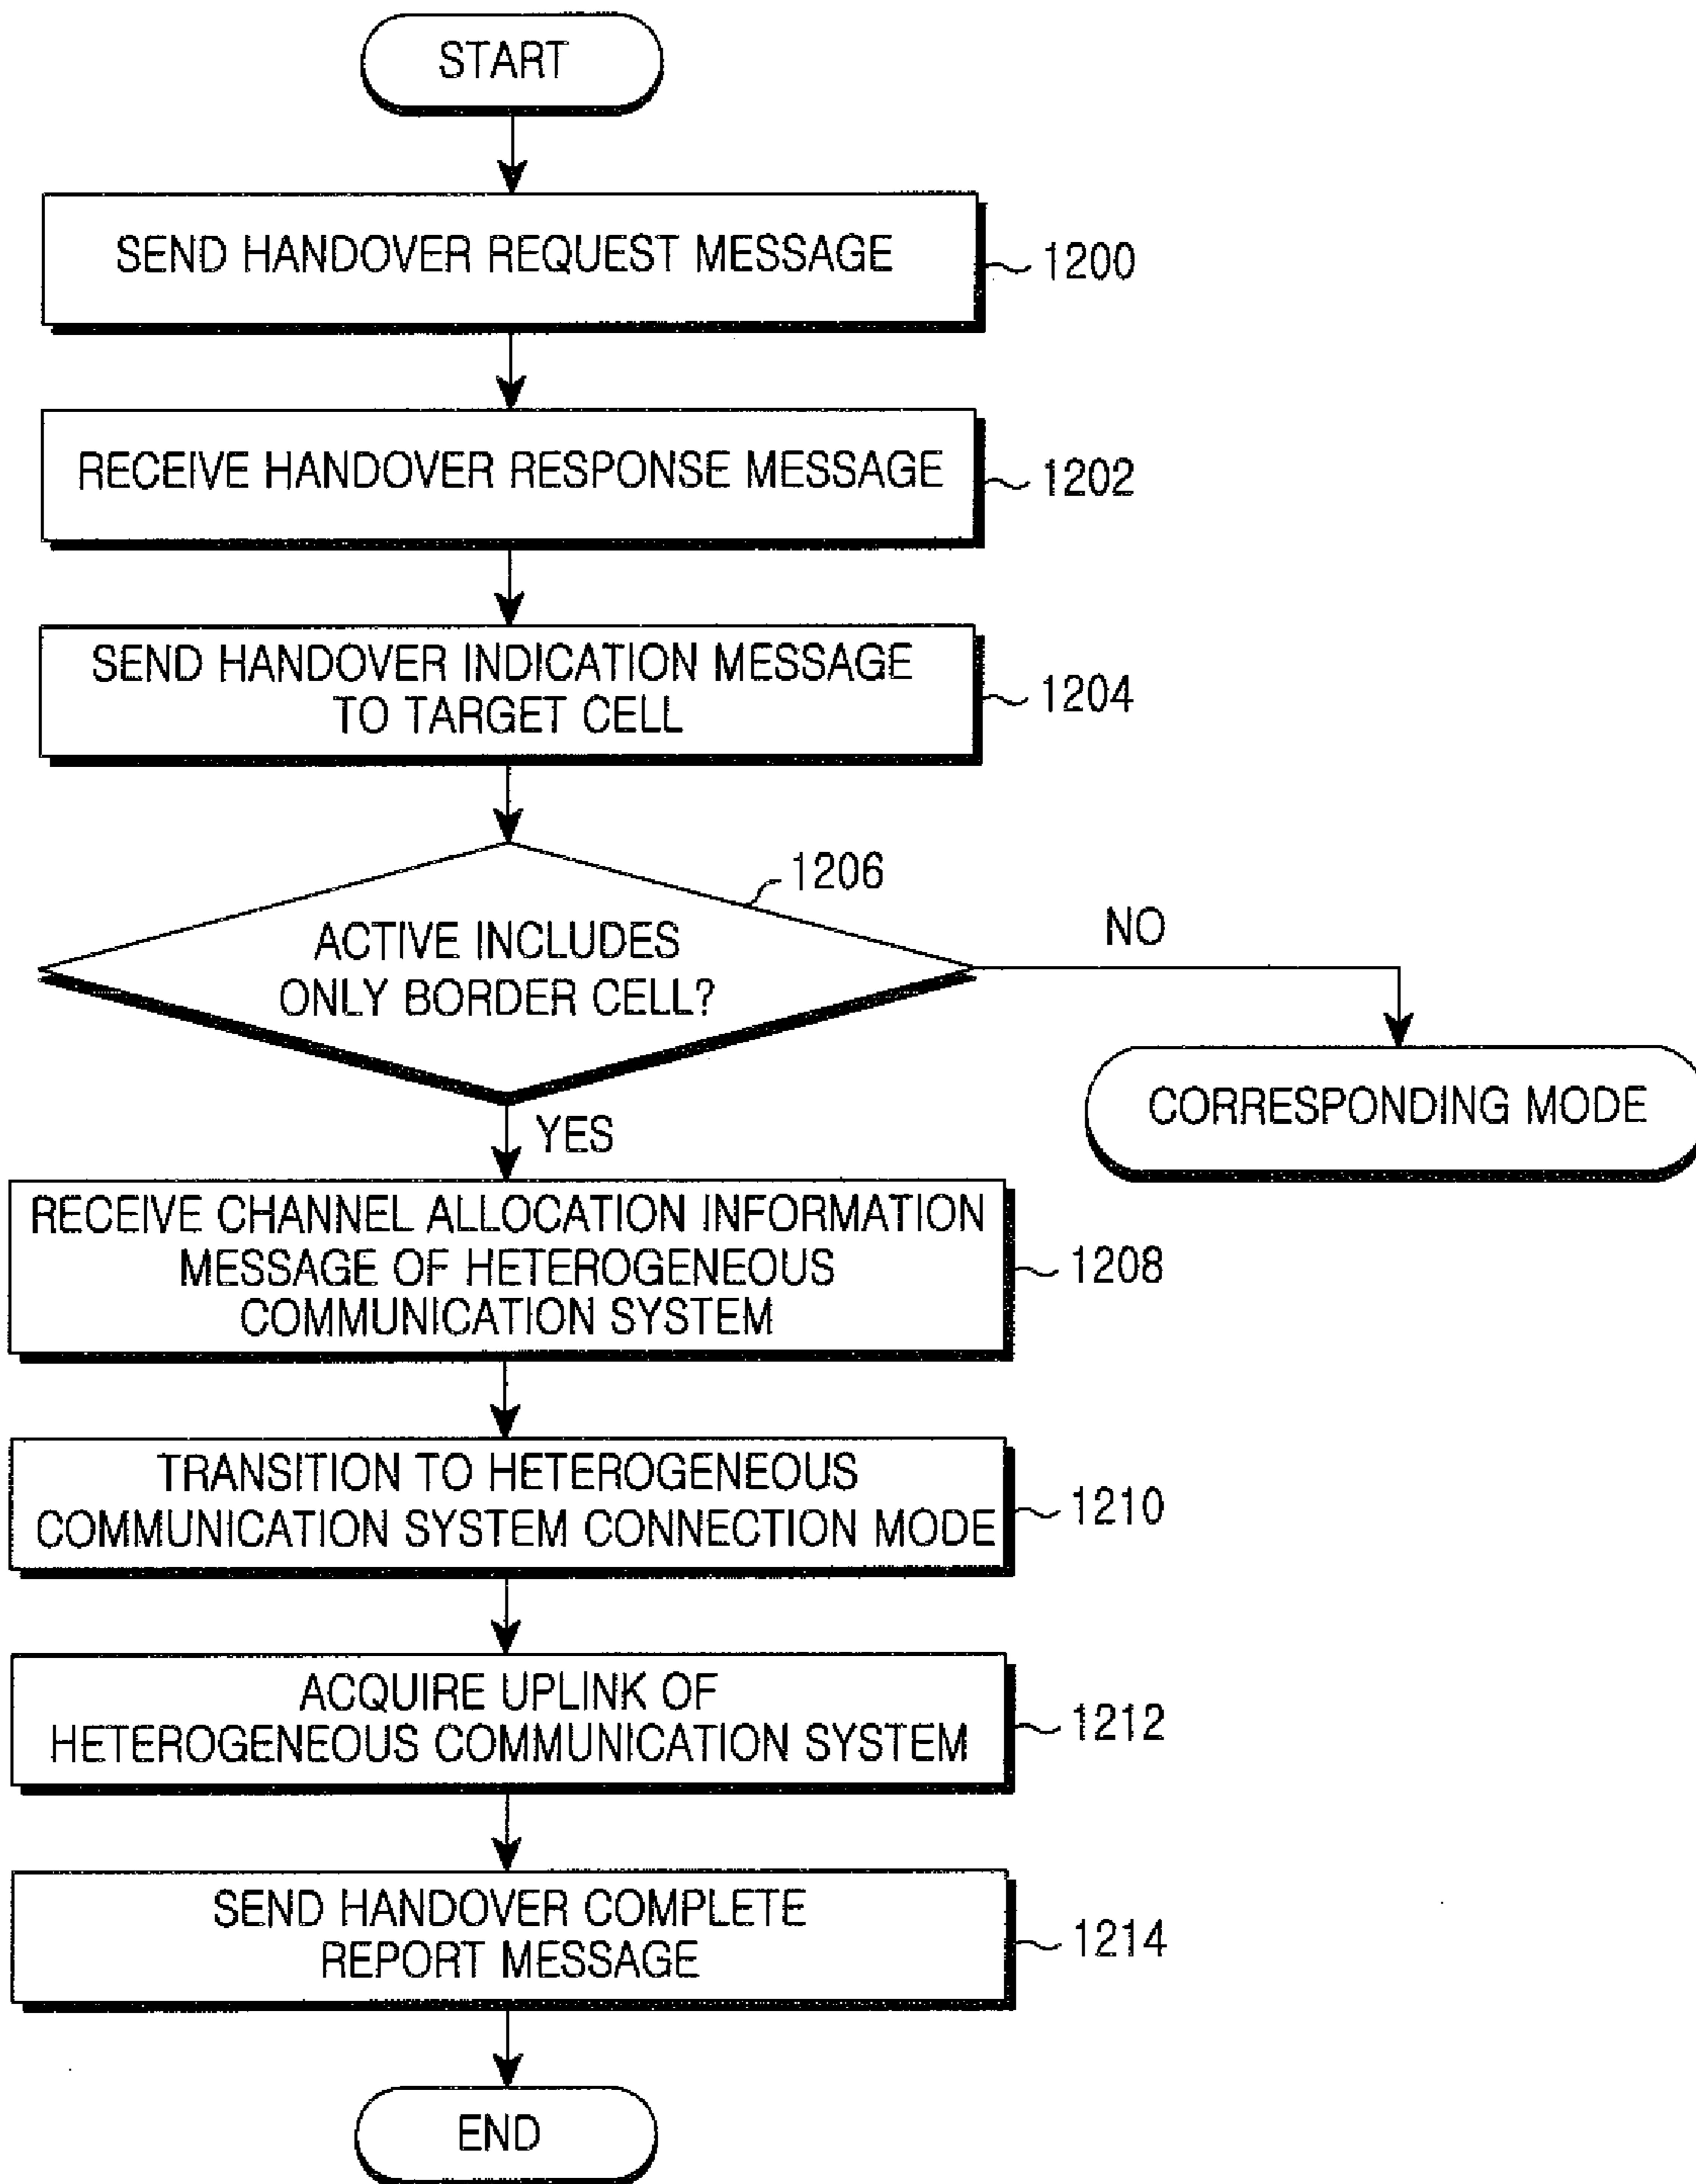 START
SEND HANDOVER REQUEST MESSAGE
1200
RECEIVE HANDOVER RESPONSE MESSAGE
1202
SEND HANDOVER INDICATION MESSAGE
TO TARGET CELL
1204
1206
ACTIVE INCLUDES
ONLY BORDER CELL?
NO
CORRESPONDING MODE
YES
RECEIVE CHANNEL ALLOCATION INFORMATION
MESSAGE OF HETEROGENEOUS
COMMUNICATION SYSTEM
1208
TRANSITION TO HETEROGENEOUS
COMMUNICATION SYSTEM CONNECTION MODE
1210
ACQUIRE UPLINK OF
HETEROGENEOUS COMMUNICATION SYSTEM
1212
SEND HANDOVER COMPLETE
REPORT MESSAGE
1214
END